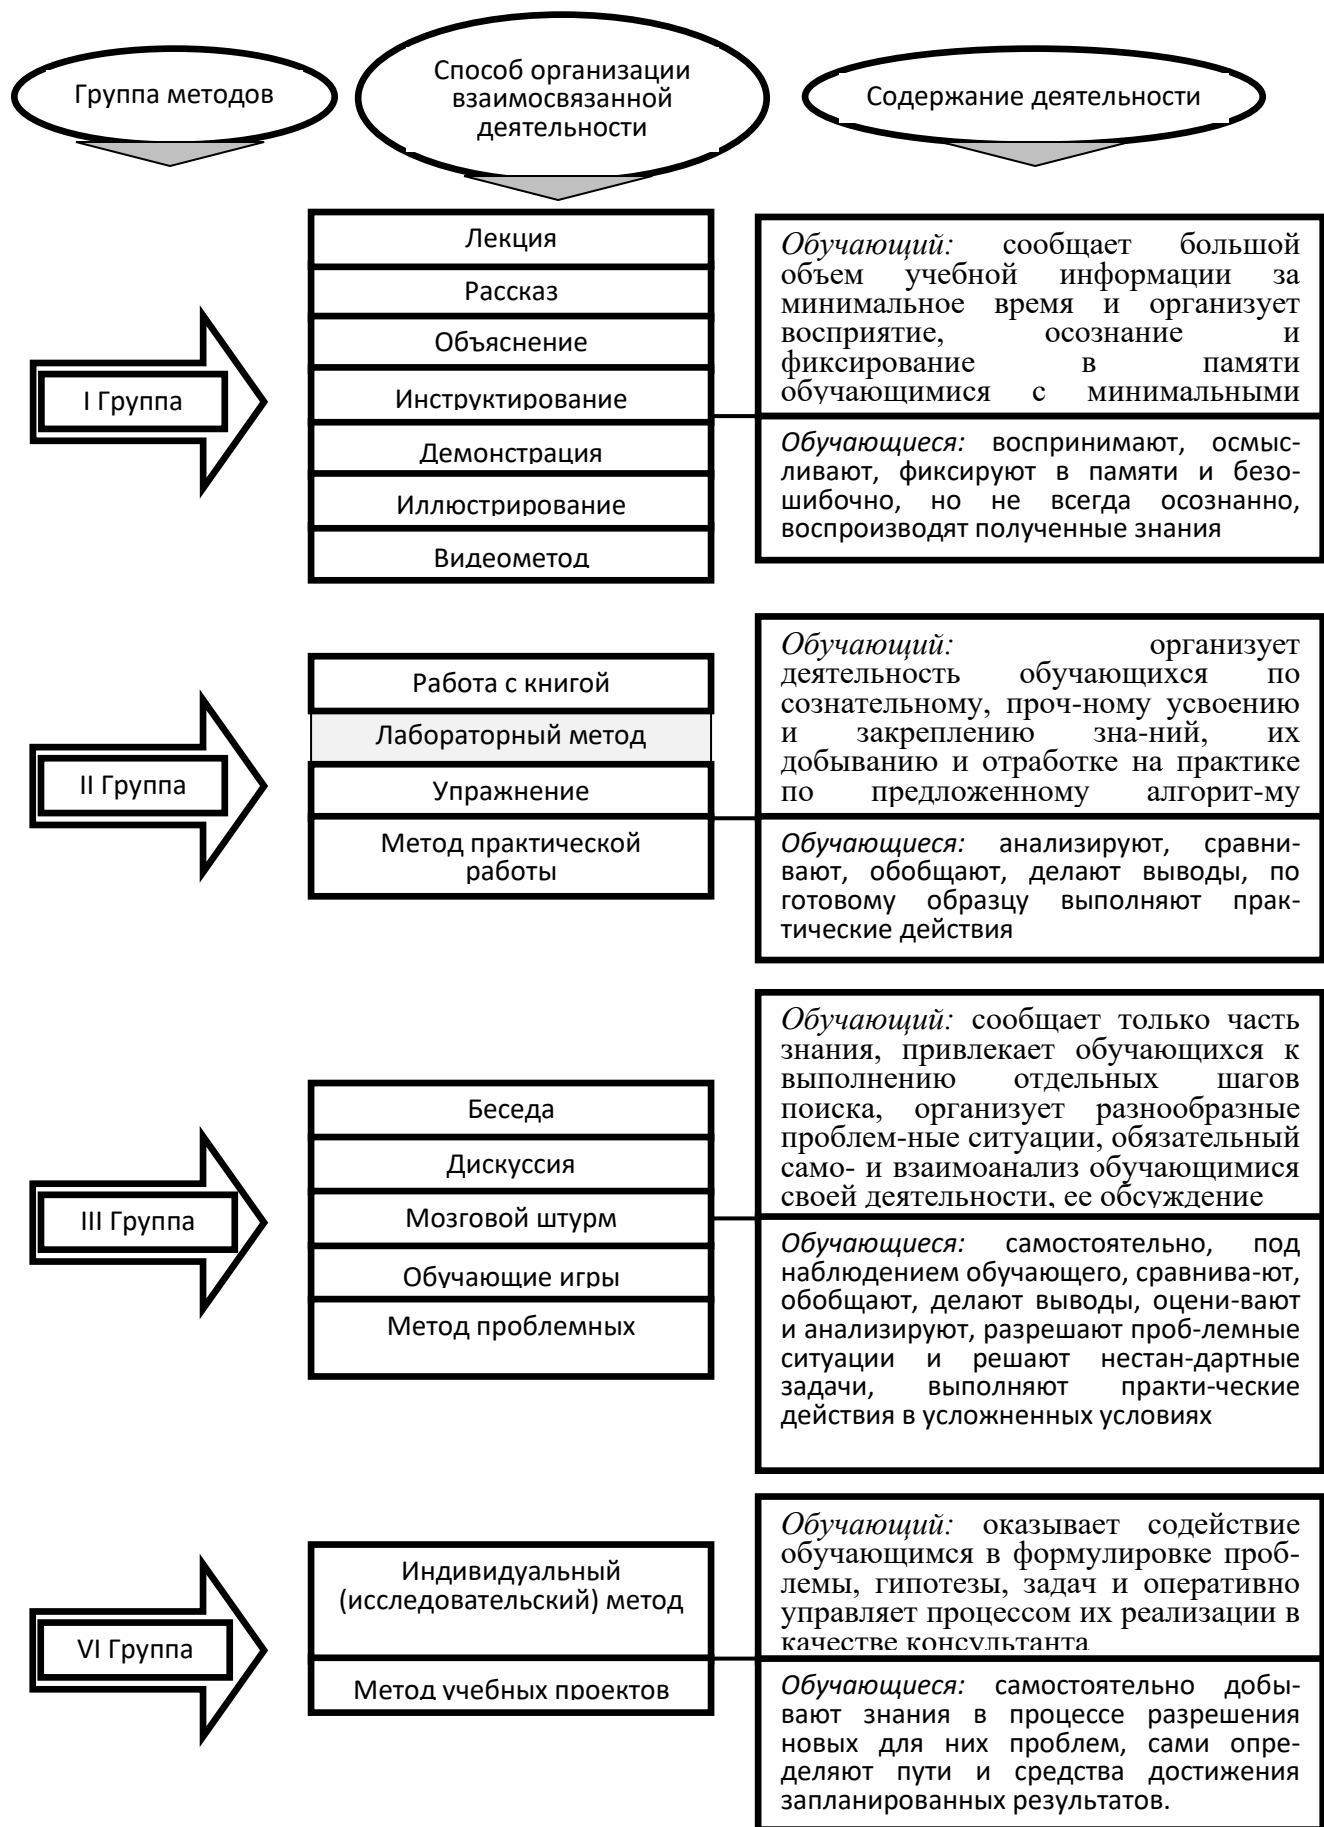 Группа методов
Способ организации
взаимосвязанной
деятельности
Содержание деятельности
I Группа
Лекция
Рассказ
Объяснение
Инструктирование
Демонстрация
Иллюстрирование
Видеометод
Обучающий: сообщает большой
объем учебной информации за
минимальное время и организует
восприятие, осознание и
фиксирование в памяти
обучающимися с минимальными
Обучающиеся: воспринимают, осмыс-
ливают, фиксируют в памяти и безо-
шибочно, но не всегда осознанно,
воспроизводят полученные знания
II Группа
Работа с книгой
Лабораторный метод
Упражнение
Метод практической
работы
Обучающий: организует
деятельность обучающихся по
сознательному, проч-ному усвоению
и закреплению зна-ний, их
добыванию и отработке на практике
по предложенному алгорит-му
Обучающиеся: анализируют, сравни-
вают, обобщают, делают выводы, по
готовому образцу выполняют прак-
тические действия
III Группа
Беседа
Дискуссия
Мозговой штурм
Обучающие игры
Метод проблемных
Обучающий: сообщает только часть
знания, привлекает обучающихся к
выполнению отдельных шагов
поиска, организует разнообразные
проблем-ные ситуации, обязательный
само- и взаимоанализ обучающимися
своей деятельности, ее обсуждение
Обучающиеся: самостоятельно, под
наблюдением обучающего, сравнива-ют,
обобщают, делают выводы, оцени-вают
и анализируют, разрешают проб-лемные
ситуации и решают нестан-дартные
задачи, выполняют практи-ческие
действия в усложненных условиях
VI Группа
Индивидуальный
(исследовательский) метод
Метод учебных проектов
Обучающий: оказывает содействие
обучающимся в формулировке проб-
лемы, гипотезы, задач и оперативно
управляет процессом их реализации в
качестве консультанта
Обучающиеся: самостоятельно добы-
вают знания в процессе разрешения
новых для них проблем, сами опре-
деляют пути и средства достижения
запланированных результатов.